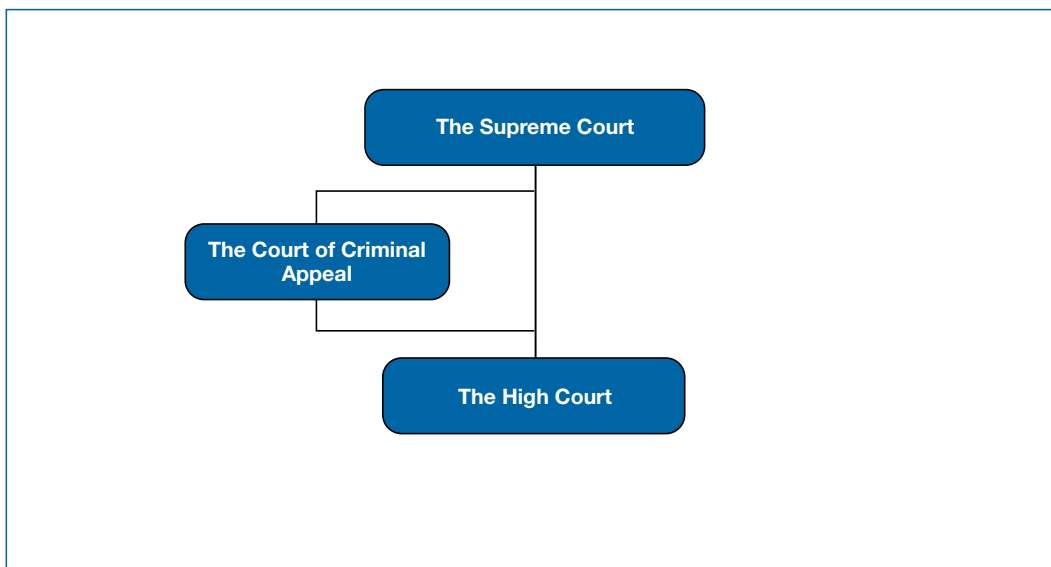 The Supreme Court
The Court of Criminal
Appeal
The High Court